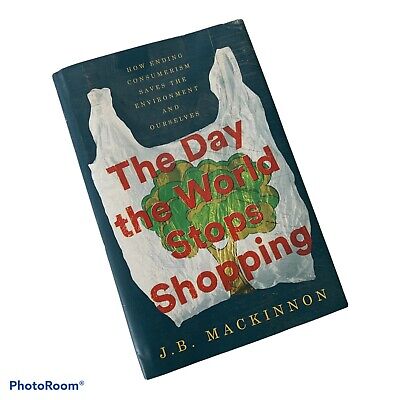 HOW ENDING
CONSUMERISM
SAVES THE
ENVIRONMENT
AND
OURSELVES
The Day
the World
Stops
Shopping
J.B. MACKINNON
PhotoRoom®